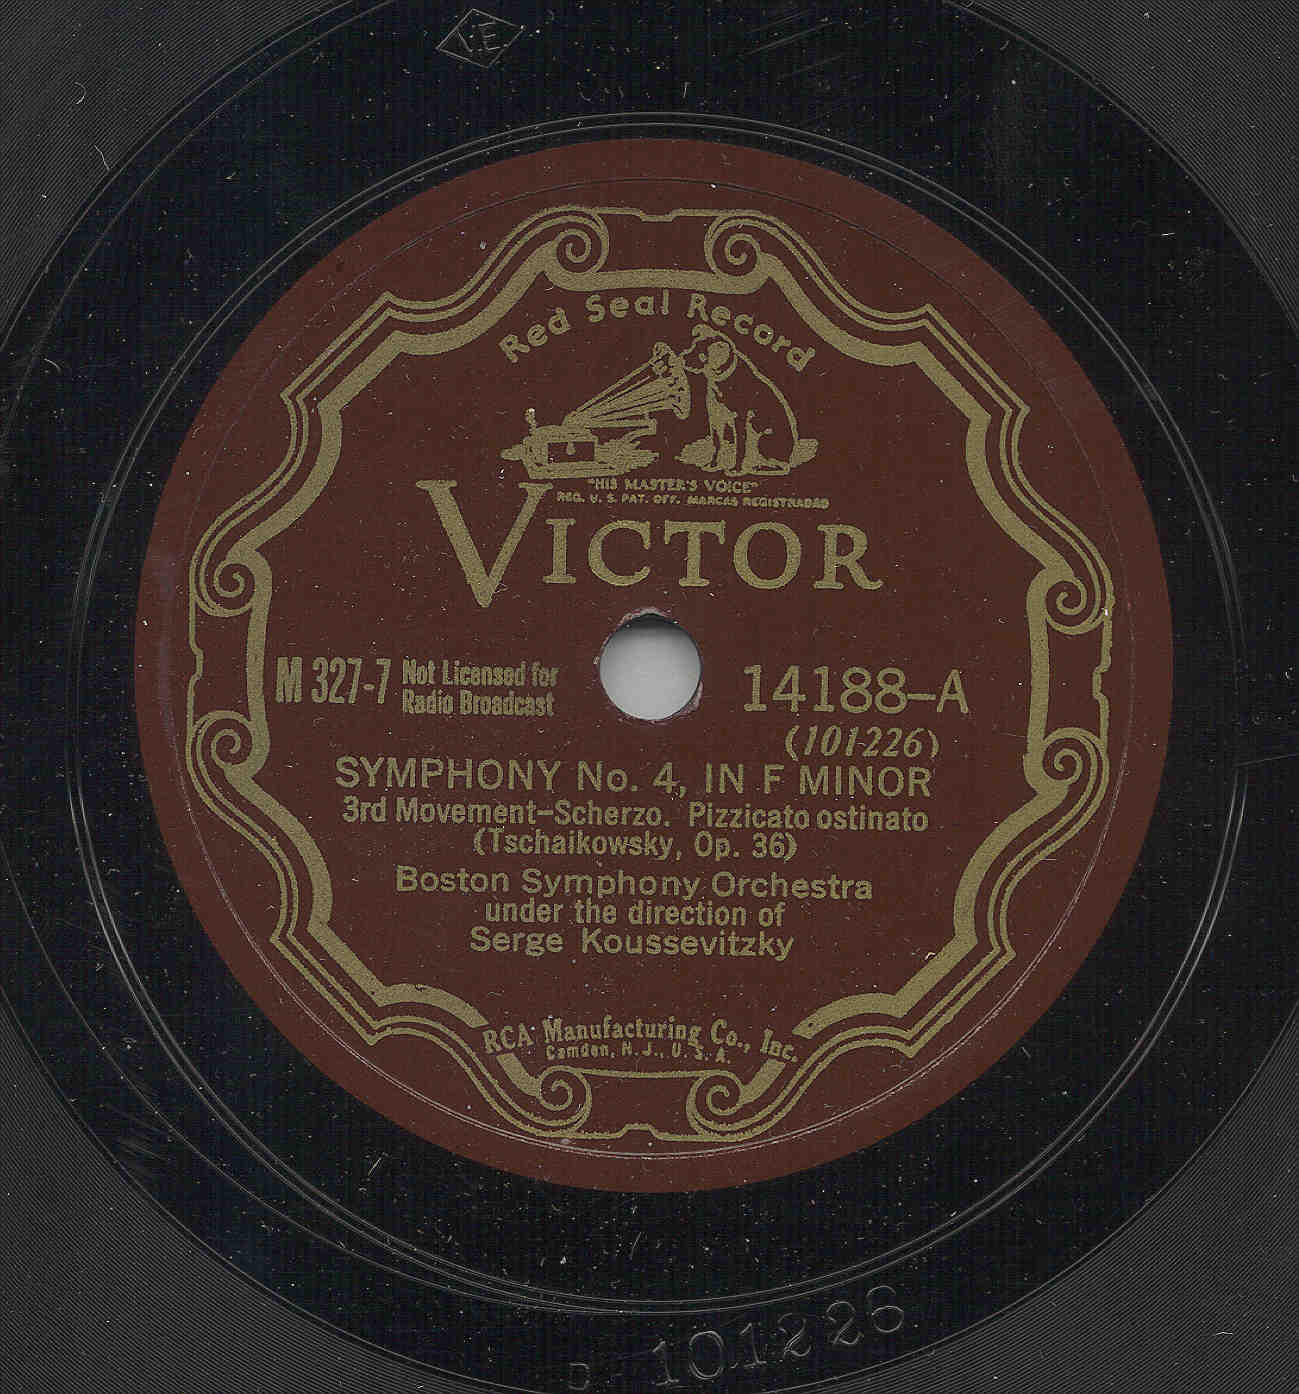 V.E.
Red Seal Record
"HIS MASTER'S VOICE"
REG. U. S. PAT. OFF. MARCAS REGISTRADAS
VICTOR
M 327-7 Not Licensed for
Radio Broadcast
14188-A
(101226)
SYMPHONY No. 4, IN F MINOR
3rd Movement-Scherzo. Pizzicato ostinato
(Tschaikowsky, Op. 36)
Boston Symphony Orchestra
under the direction of
Serge Koussevitzky
RCA Manufacturing Co., Inc.
Camden, N. J., U. S. A.
D 101226